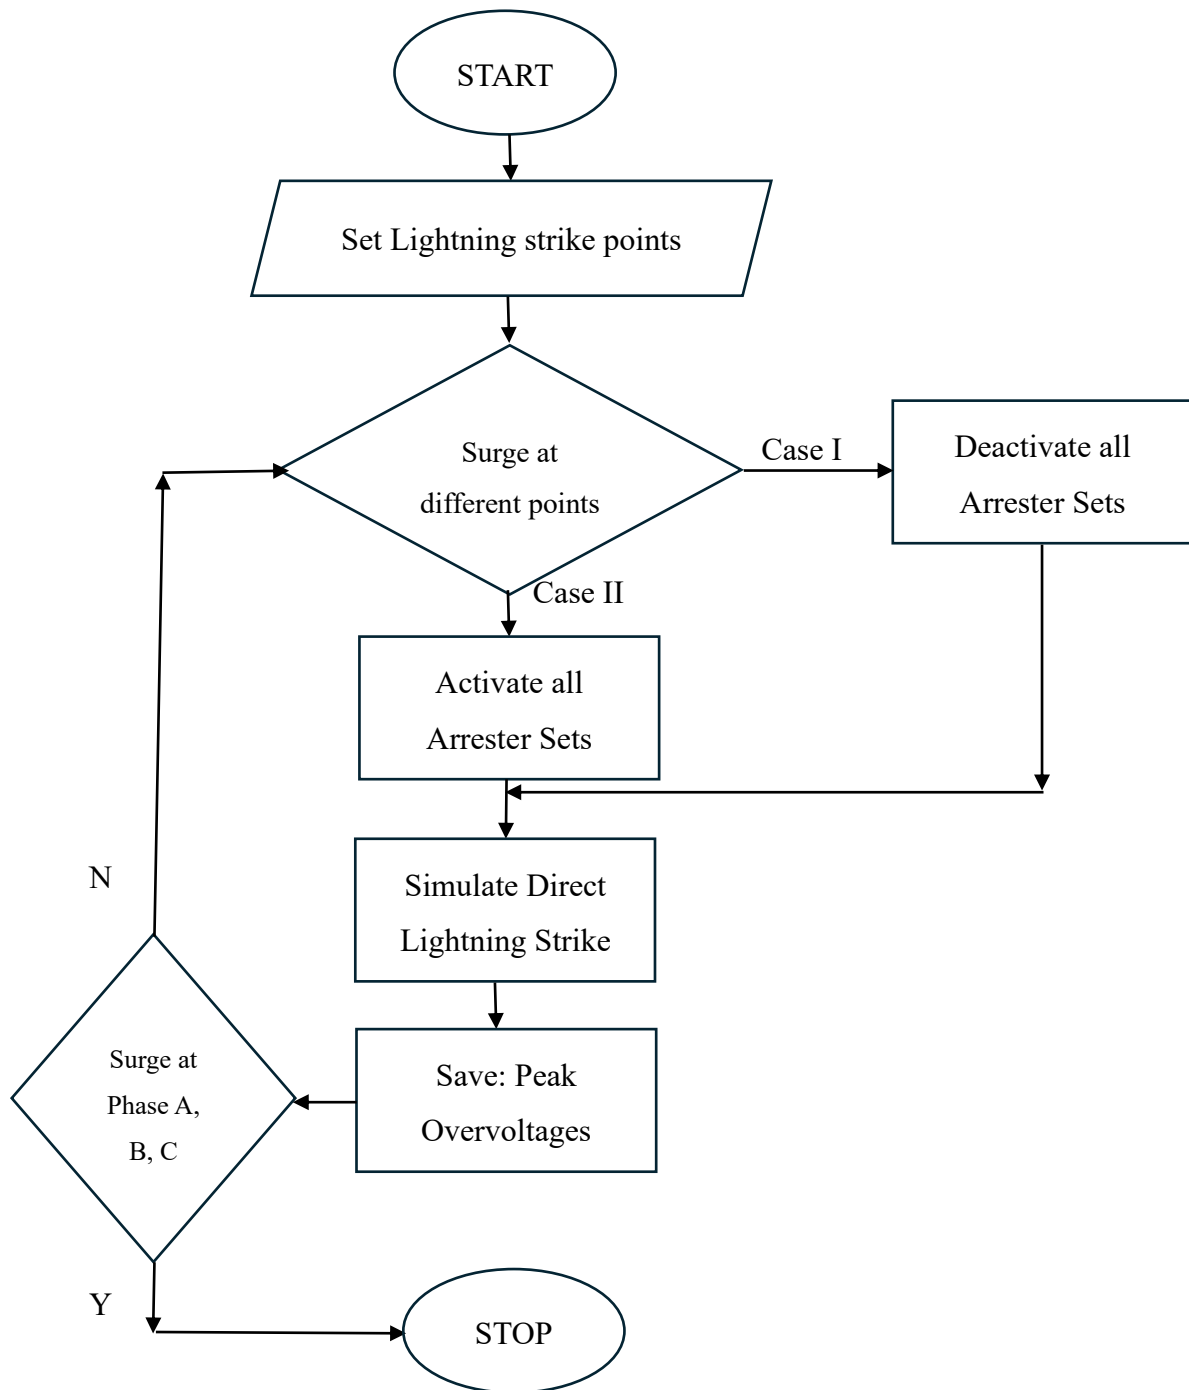 START
Set Lightning strike points
Surge at
different points
Case I
Deactivate all
Arrester Sets
Case II
Activate all
Arrester Sets
Simulate Direct
Lightning Strike
Save: Peak
Overvoltages
Surge at
Phase A,
B, C
N
Y
STOP